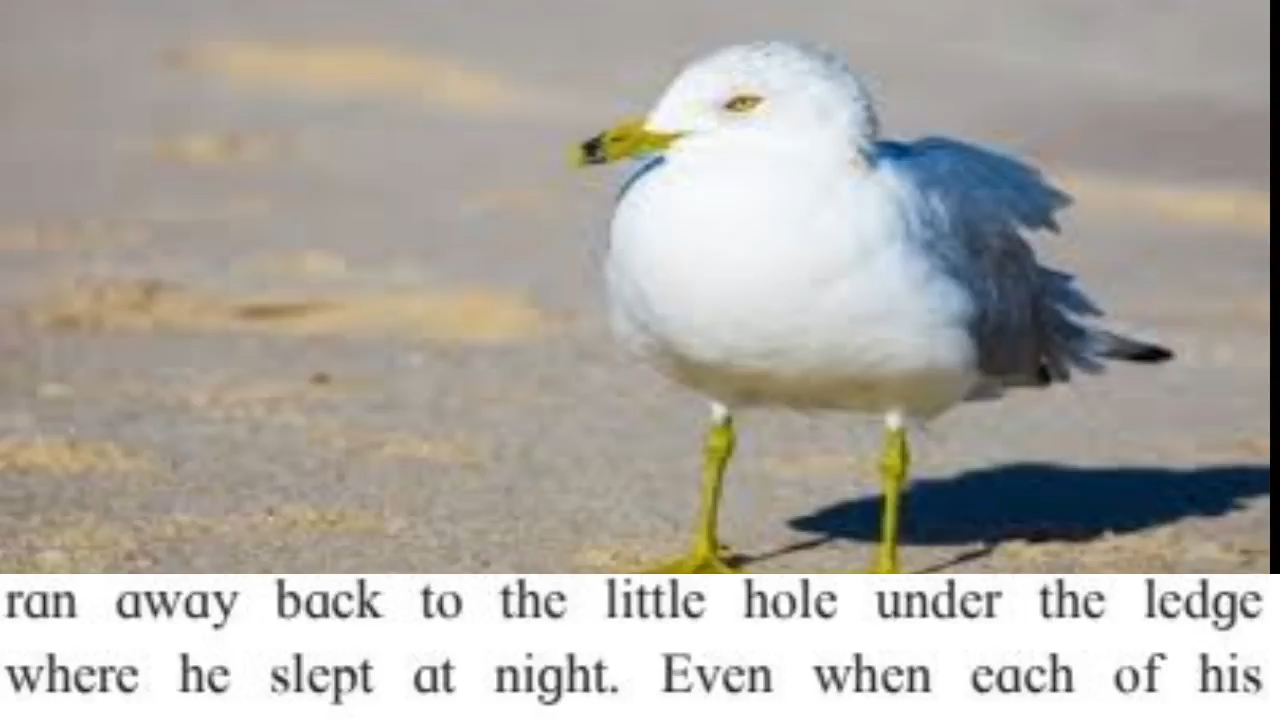 ran away back to the little hole under the ledge
where he slept at night. Even when each of his